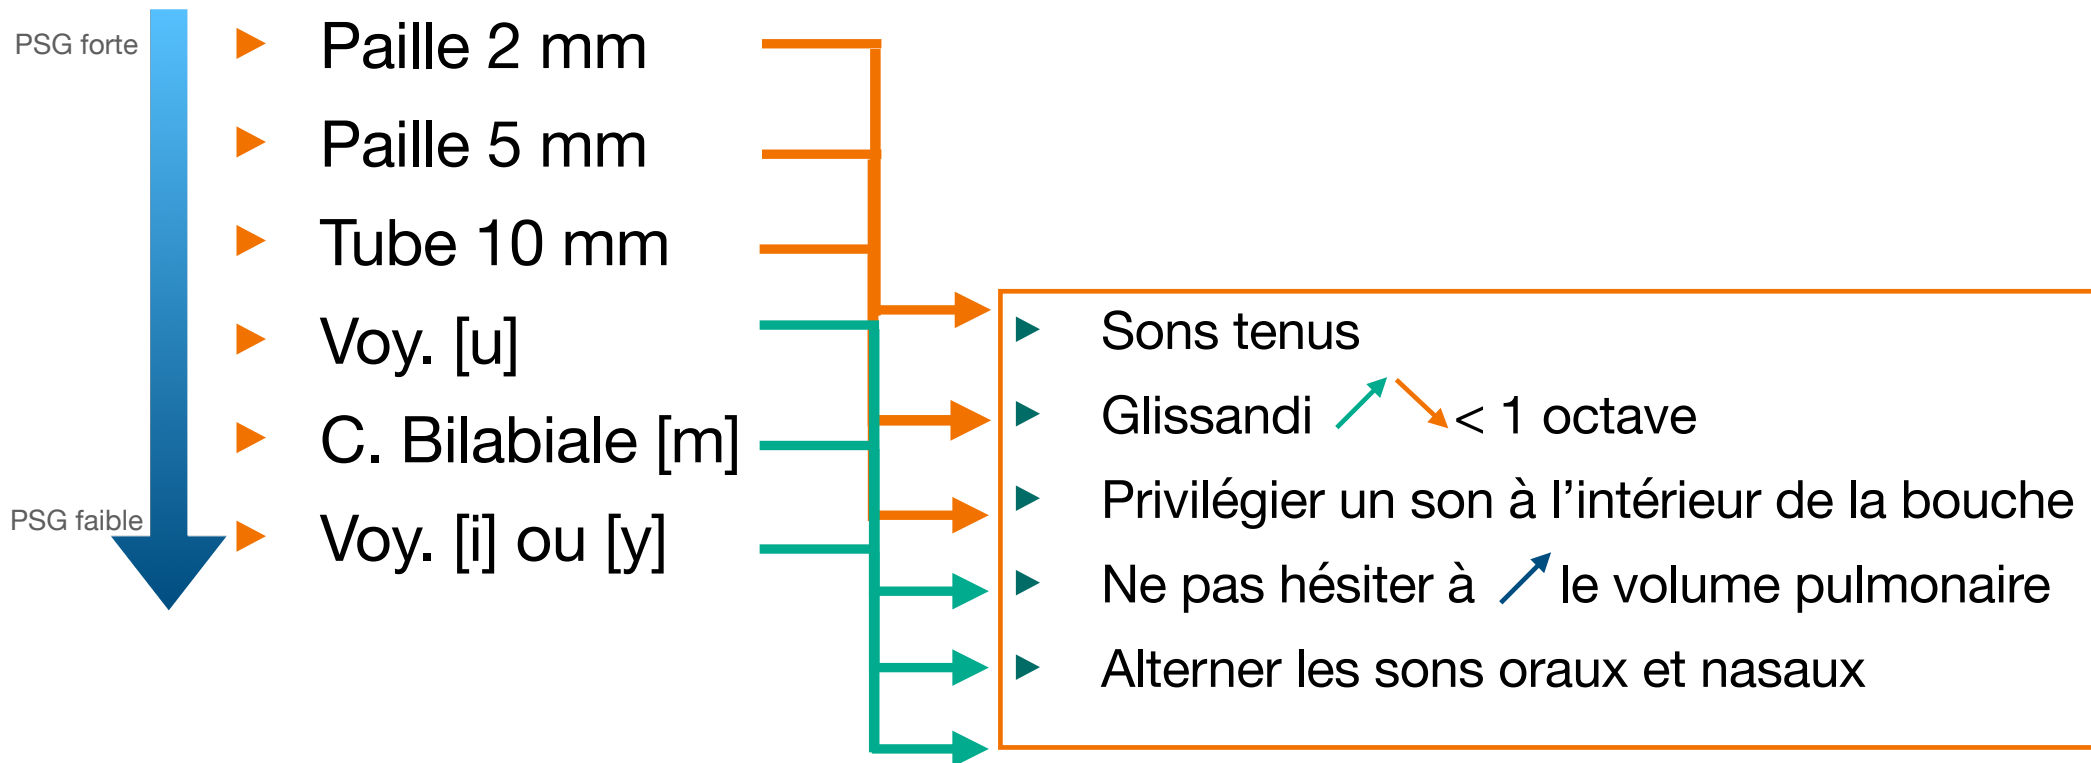 PSG forte
Paille 2 mm
Paille 5 mm
Tube 10 mm
Voy. [u]
C. Bilabiale [m]
PSG faible
Voy. [i] ou [y]
Sons tenus
Glissandi < 1 octave
Privilégier un son à l’intérieur de la bouche
Ne pas hésiter à le volume pulmonaire
Alterner les sons oraux et nasaux